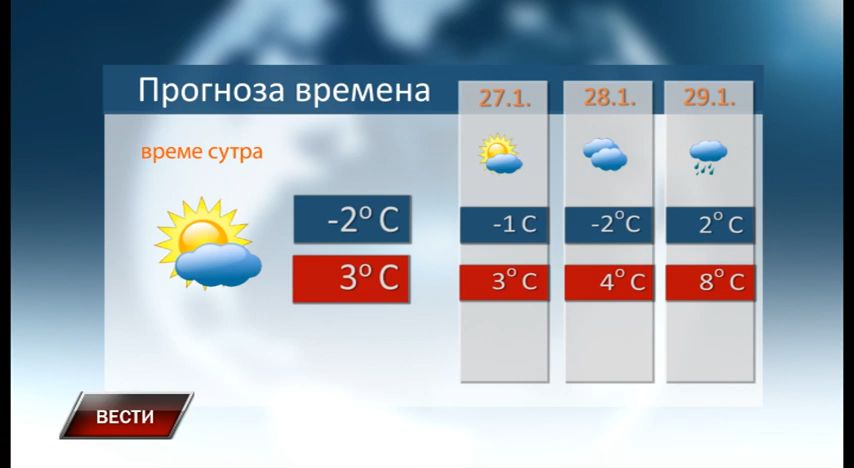 Прогноза времена
време сутра
-2° C
3° C
27.1.
-1 C
3° C
28.1.
-2°C
4° C
29.1.
2° C
8° C
ВЕСТИ